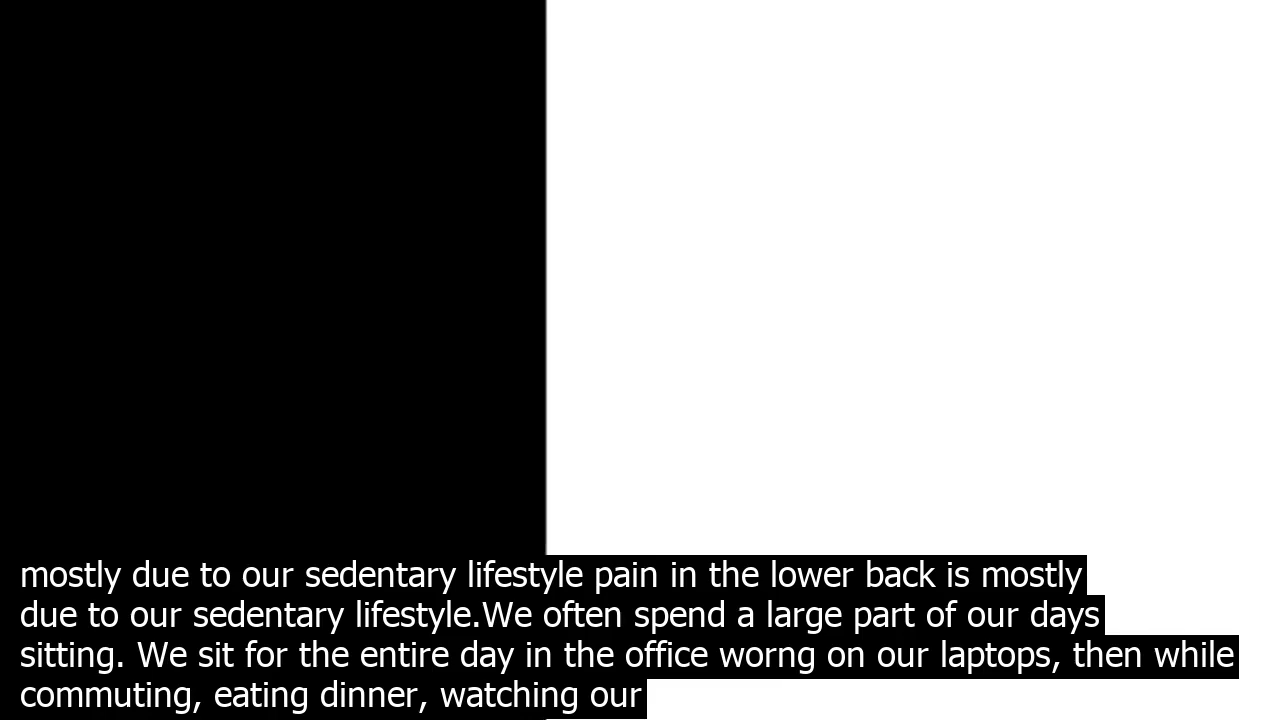 mostly due to our sedentary lifestyle pain in the lower back is mostly
due to our sedentary lifestyle.We often spend a large part of our days
sitting. We sit for the entire day in the office worng on our laptops, then while
commuting, eating dinner, watching our